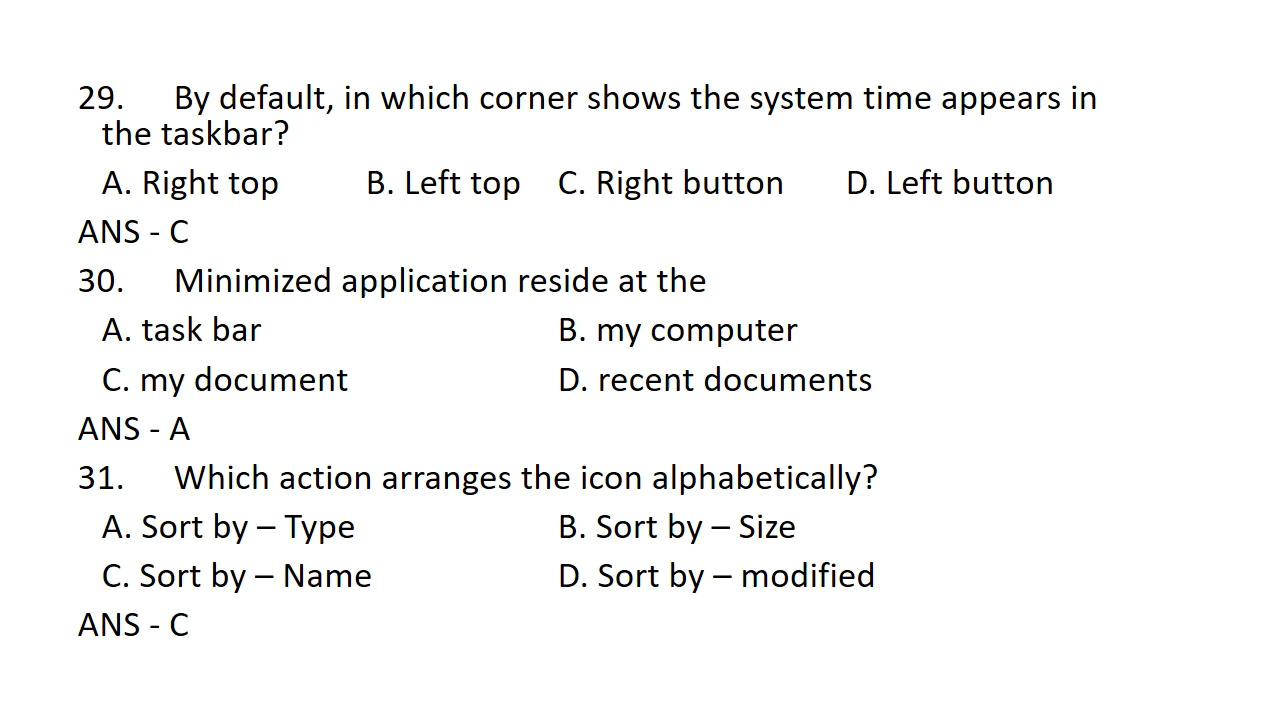 29. By default, in which corner shows the system time appears in
the taskbar?
A. Right top B. Left top C. Right button D. Left button
ANS - C
30. Minimized application reside at the
A. task bar B. my computer
C. my document D. recent documents
ANS - A
31. Which action arranges the icon alphabetically?
A. Sort by – Type B. Sort by – Size
C. Sort by – Name D. Sort by – modified
ANS - C